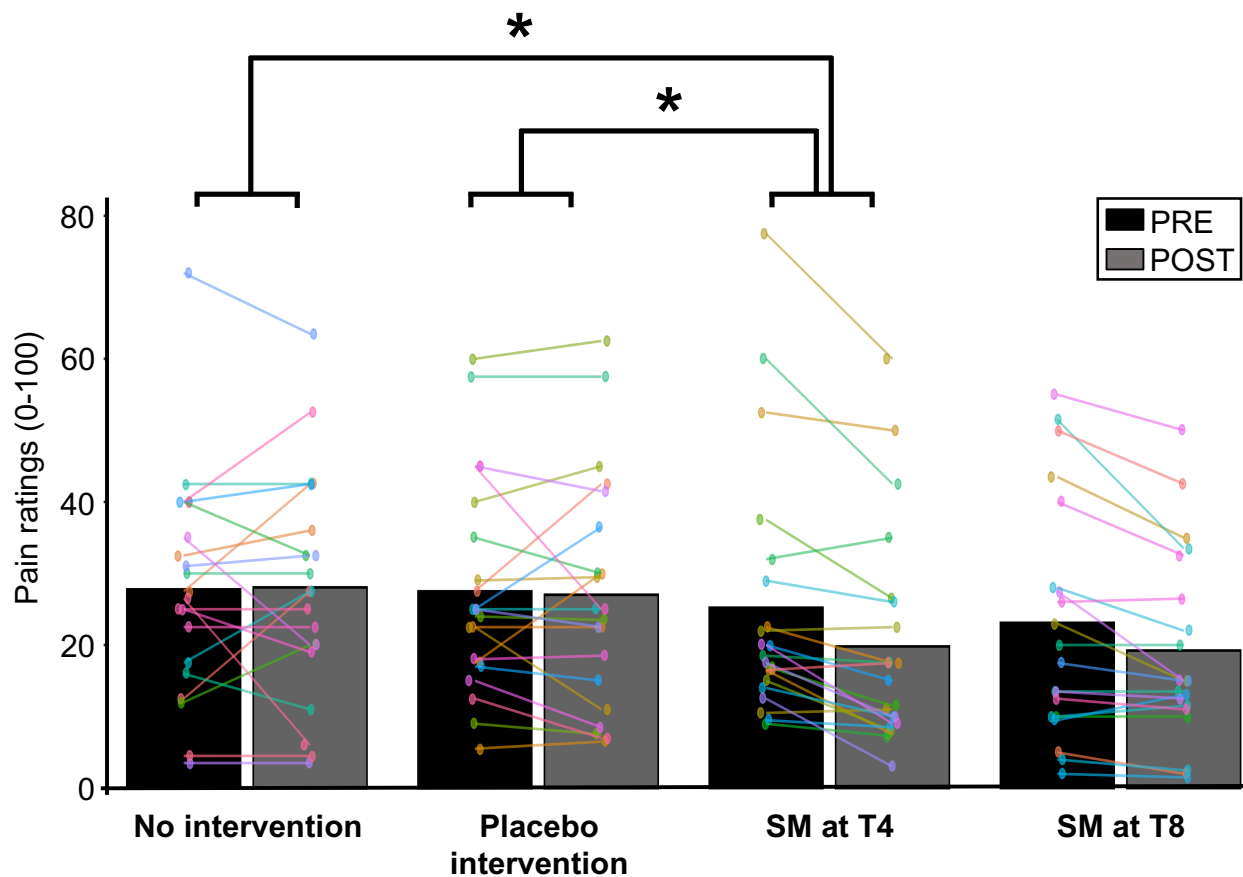 *
*
PRE
POST
80
60
40
20
0
Pain ratings (0-100)
No intervention
Placebo
intervention
SM at T4
SM at T8